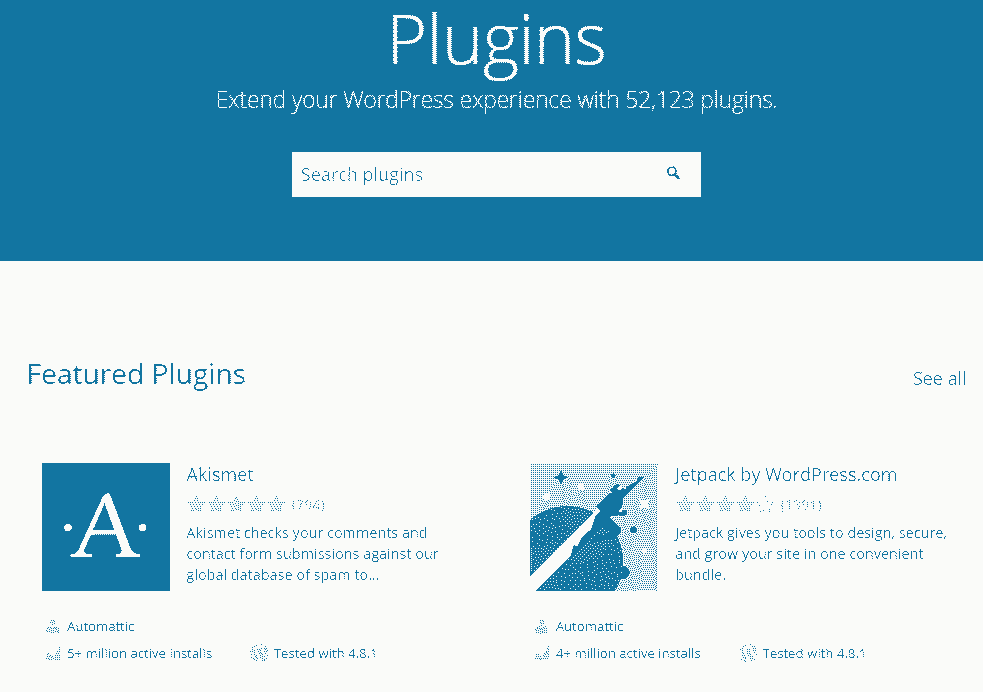 Plugins
Extend your WordPress experience with 52,123 plugins.
Search plugins
Featured Plugins
See all
·A·
Akismet
(794)
Akismet checks your comments and
contact form submissions against our
global database of spam to...
Automattic
5+ million active installs
Tested with 4.8.1
Jetpack by WordPress.com
(1391)
Jetpack gives you tools to design, secure,
and grow your site in one convenient
bundle.
Automattic
4+ million active installs
Tested with 4.8.1